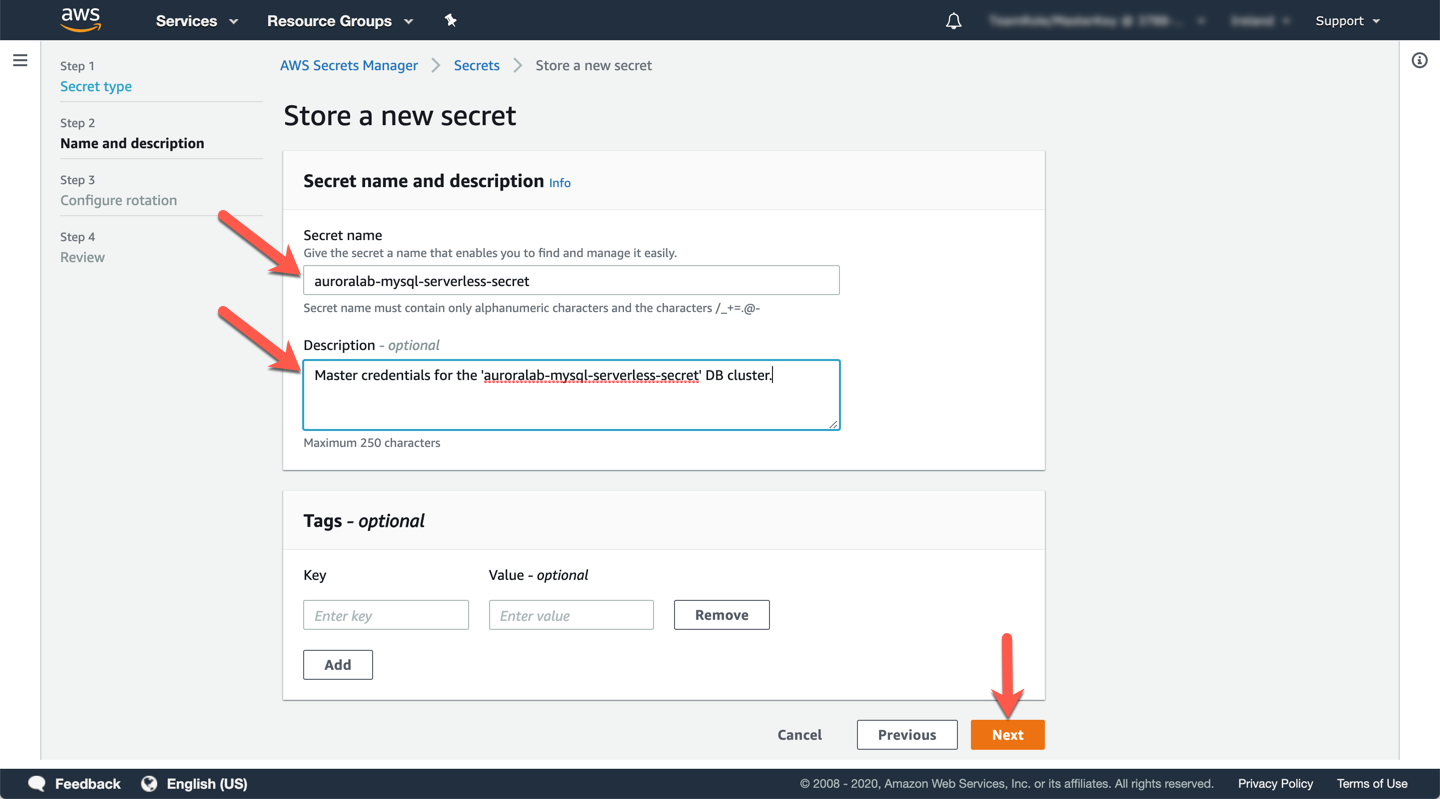 aws Services Resource Groups Support
Step 1
Secret type
Step 2
Name and description
Step 3
Configure rotation
Step 4
Review
AWS Secrets Manager Secrets Store a new secret
Store a new secret
Secret name and description Info
Secret name
Give the secret a name that enables you to find and manage it easily.
auroralab-mysql-serverless-secret
Secret name must contain only alphanumeric characters and the characters /_+=.@-
Description - optional
Master credentials for the 'auroralab-mysql-serverless-secret' DB cluster.
Maximum 250 characters
Tags - optional
Key Value - optional
Enter key Enter value Remove
Add
Cancel Previous Next
Feedback English (US) © 2008 - 2020, Amazon Web Services, Inc. or its affiliates. All rights reserved. Privacy Policy Terms of Use